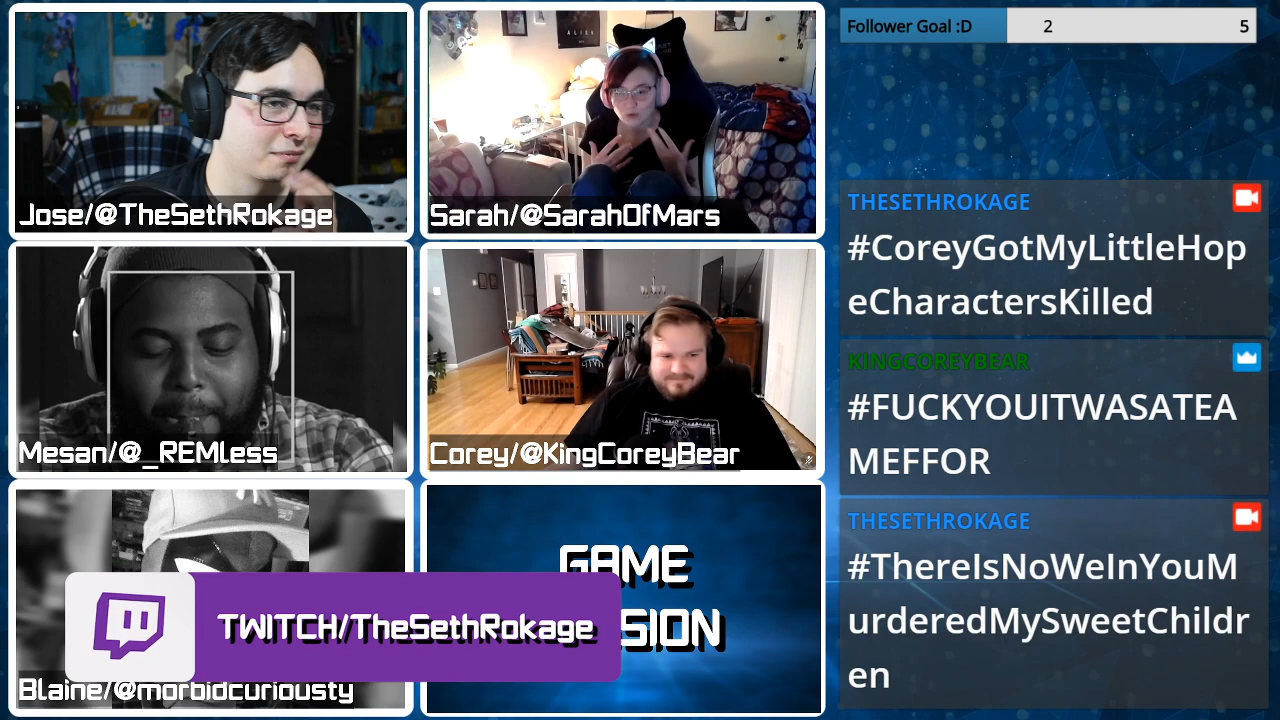 Jose/@TheSethRokage
ALIEN
Sarah/@SarahOfMars
Mesan/@_REMless
Corey/@KingCoreyBear
GAME
SION
TWITCH/TheSethRokage
Blaine/@morbidcuriousty
Follower Goal :D 2 5
THESETHROKAGE
#CoreyGotMyLittleHop
eCharactersKilled
KINGCOREYBEAR
#FUCKYOUITWASATEA
MEFFOR
THESETHROKAGE
#ThereIsNoWeInYouM
urderedMySweetChildr
en